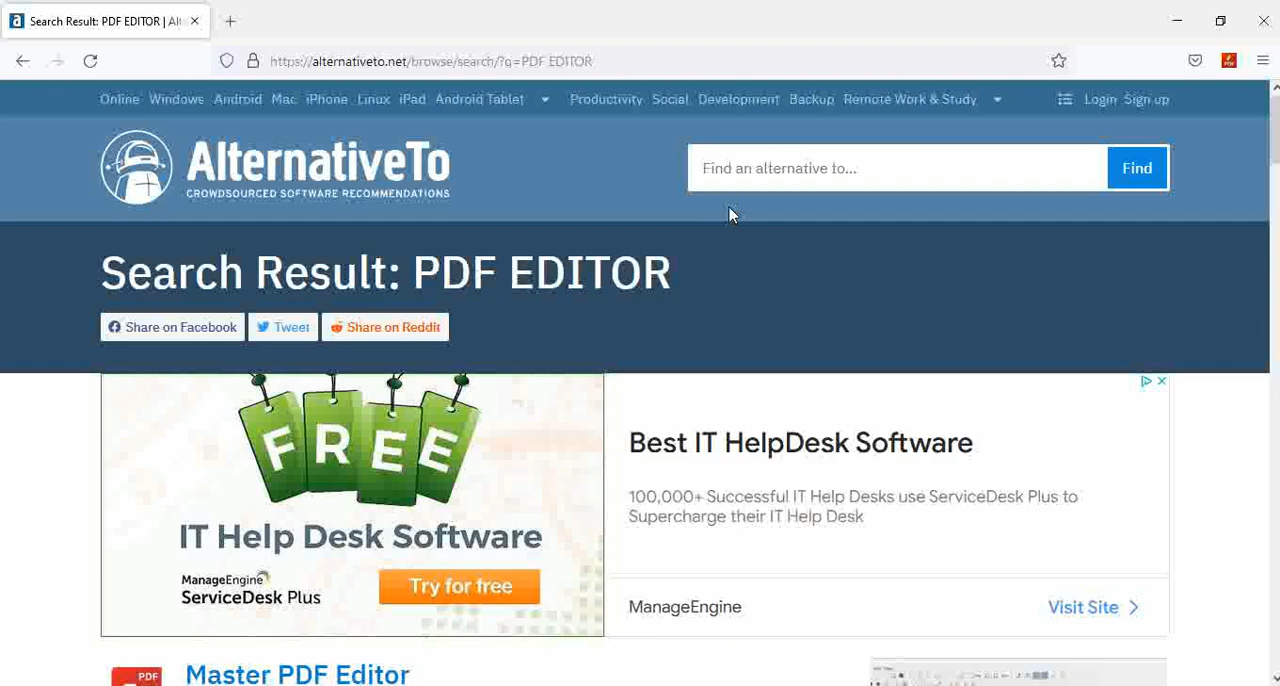 Search Result: PDF EDITOR | Al
https://alternativeto.net/browse/search/?q=PDF EDITOR
Online Windows Android Mac iPhone Linux iPad Android Tablet Productivity Social Development Backup Remote Work & Study Login Sign up
AlternativeTo
CROWDSOURCED SOFTWARE RECOMMENDATIONS
Find an alternative to...
Find
Search Result: PDF EDITOR
Share on Facebook Tweet Share on Reddit
FREE
IT Help Desk Software
ManageEngine
ServiceDesk Plus
Try for free
Best IT HelpDesk Software
100,000+ Successful IT Help Desks use ServiceDesk Plus to
Supercharge their IT Help Desk
ManageEngine
Visit Site
PDF
Master PDF Editor